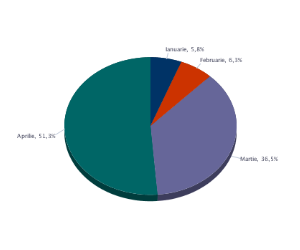 Ianuarie, 5,8%
Februarie, 6,3%
Martie, 36,5%
Aprilie, 51,3%